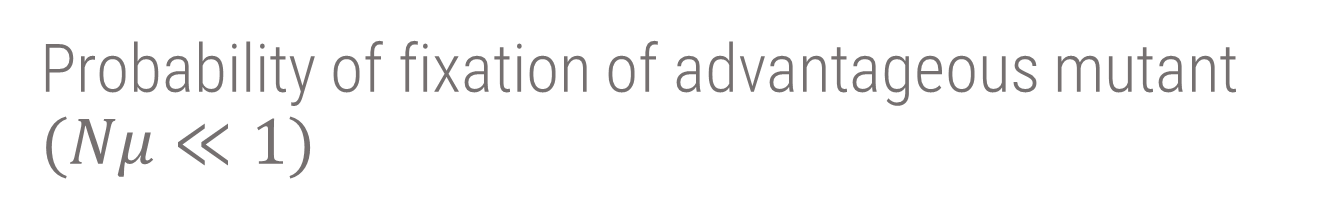 Probability of fixation of advantageous mutant
(𝑁𝜇 ≪ 1)